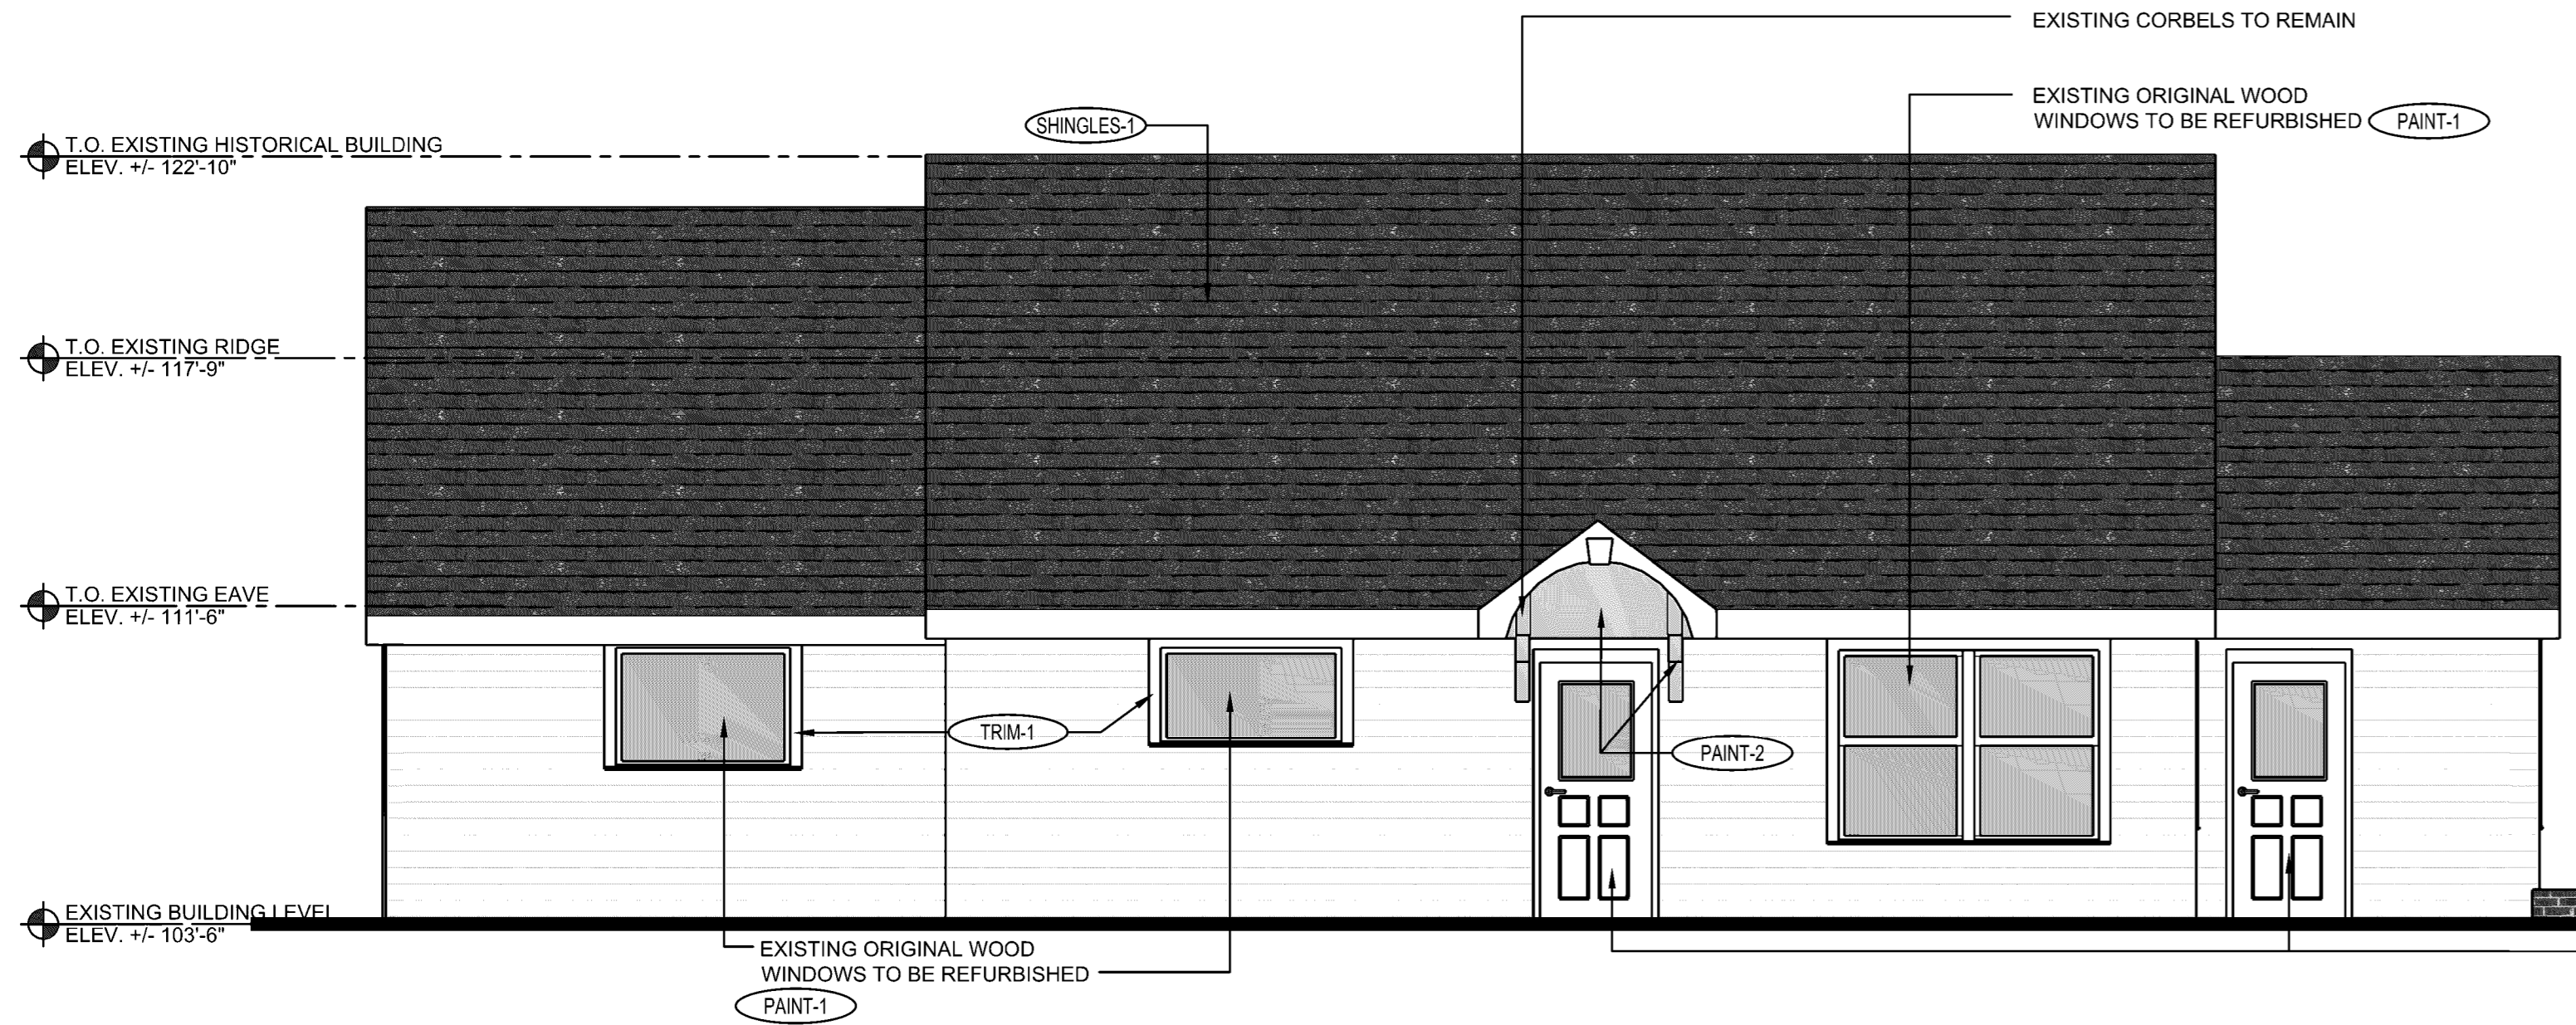 EXISTING CORBELS TO REMAIN
EXISTING ORIGINAL WOOD
WINDOWS TO BE REFURBISHED PAINT-1
SHINGLES-1
T.O. EXISTING HISTORICAL BUILDING
ELEV. +/- 122'-10"
T.O. EXISTING RIDGE
ELEV. +/- 117'-9"
T.O. EXISTING EAVE
ELEV. +/- 111'-6"
TRIM-1
PAINT-2
EXISTING BUILDING LEVEL
ELEV. +/- 103'-6"
EXISTING ORIGINAL WOOD
WINDOWS TO BE REFURBISHED
PAINT-1